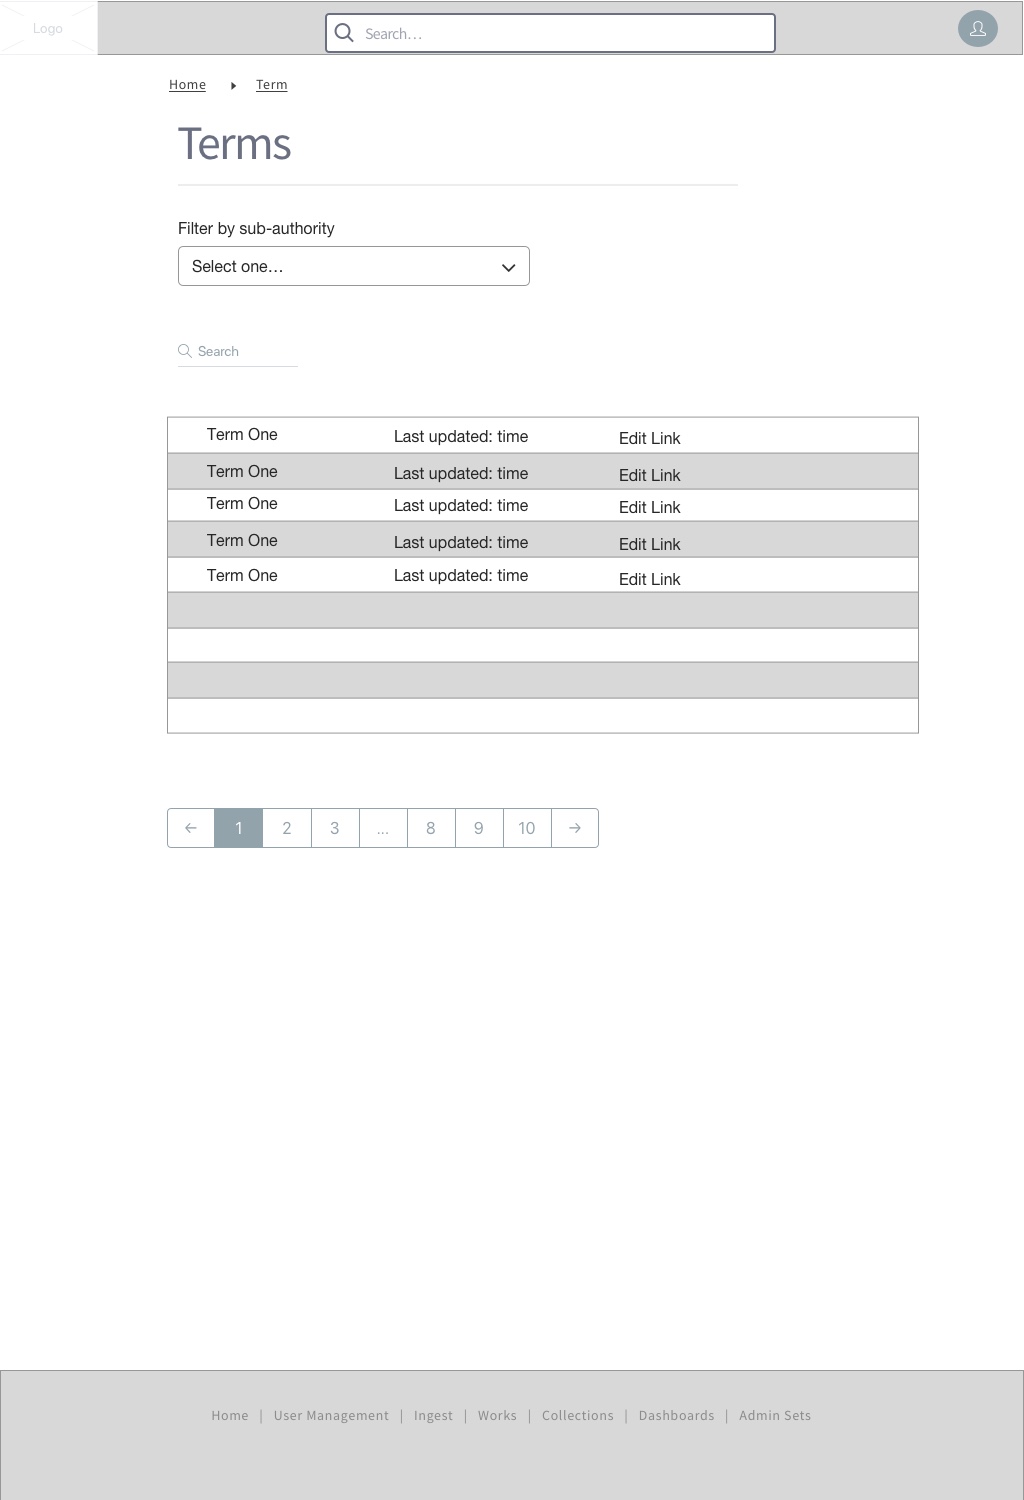 Logo
Search...
Home Term
Terms
Filter by sub-authority
Select one...
Search
Term One Last updated: time Edit Link
Term One Last updated: time Edit Link
Term One Last updated: time Edit Link
Term One Last updated: time Edit Link
Term One Last updated: time Edit Link
← 1 2 3 ... 8 9 10 →
Home | User Management | Ingest | Works | Collections | Dashboards | Admin Sets